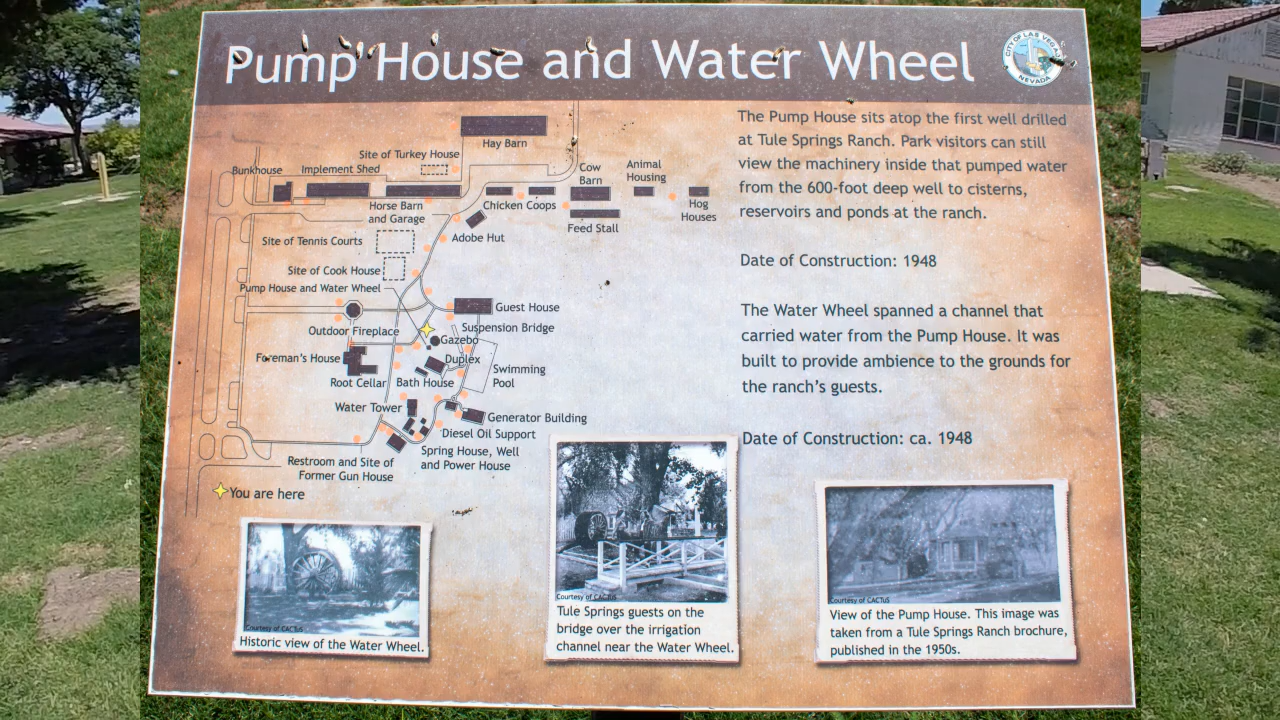 Pump House and Water Wheel
CITY OF LAS VEGAS
NEVADA
The Pump House sits atop the first well drilled
at Tule Springs Ranch. Park visitors can still
view the machinery inside that pumped water
from the 600-foot deep well to cisterns,
reservoirs and ponds at the ranch.
Date of Construction: 1948
The Water Wheel spanned a channel that
carried water from the Pump House. It was
built to provide ambience to the grounds for
the ranch's guests.
Date of Construction: ca. 1948
Hay Barn
Site of Turkey House
Bunkhouse
Implement Shed
Cow
Barn
Animal
Housing
Horse Barn
and Garage
Chicken Coops
Hog
Houses
Feed Stall
Adobe Hut
Site of Tennis Courts
Site of Cook House
Pump House and Water Wheel
Guest House
Outdoor Fireplace
Suspension Bridge
Gazebo
Foreman's House
Duplex
Swimming
Pool
Root Cellar
Bath House
Water Tower
Generator Building
Diesel Oil Support
Spring House, Well
and Power House
Restroom and Site of
Former Gun House
You are here
Courtesy of CACTUS
Historic view of the Water Wheel.
Courtesy of CACTUS
Tule Springs guests on the
bridge over the irrigation
channel near the Water Wheel.
Courtesy of CACTUS
View of the Pump House. This image was
taken from a Tule Springs Ranch brochure,
published in the 1950s.